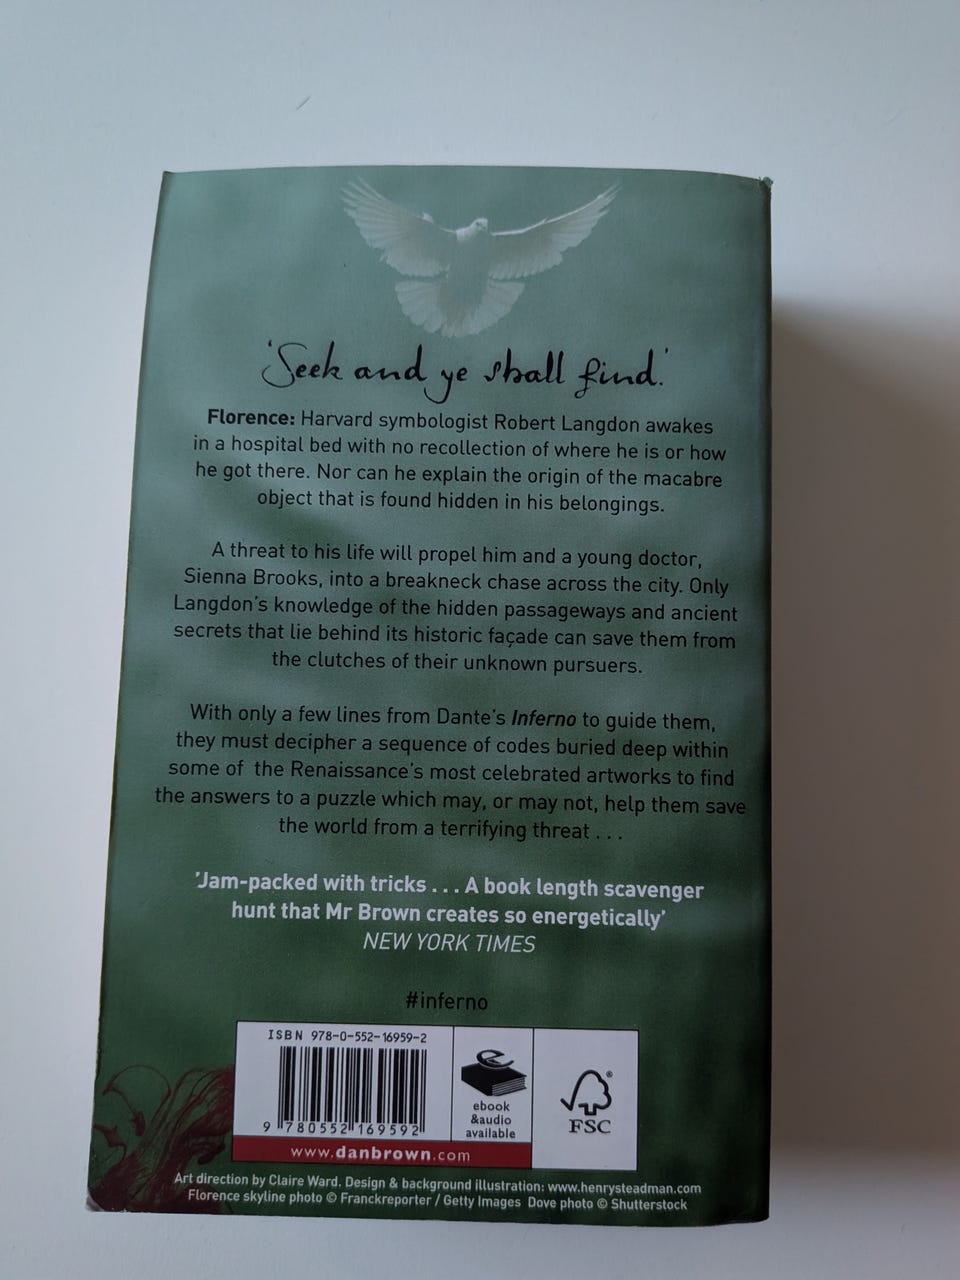 'Seek and ye shall find.'
Florence: Harvard symbologist Robert Langdon awakes
in a hospital bed with no recollection of where he is or how
he got there. Nor can he explain the origin of the macabre
object that is found hidden in his belongings.
A threat to his life will propel him and a young doctor,
Sienna Brooks, into a breakneck chase across the city. Only
Langdon's knowledge of the hidden passageways and ancient
secrets that lie behind its historic façade can save them from
the clutches of their unknown pursuers.
With only a few lines from Dante's Inferno to guide them,
they must decipher a sequence of codes buried deep within
some of the Renaissance's most celebrated artworks to find
the answers to a puzzle which may, or may not, help them save
the world from a terrifying threat . . .
'Jam-packed with tricks . . . A book length scavenger
hunt that Mr Brown creates so energetically'
NEW YORK TIMES
#inferno
ISBN 978-0-552-16959-2
9 780552 169592
www.danbrown.com
ebook
&audio
available
FSC
®
Art direction by Claire Ward. Design & background illustration: www.henrysteadman.com
Florence skyline photo © Franckreporter / Getty Images Dove photo © Shutterstock